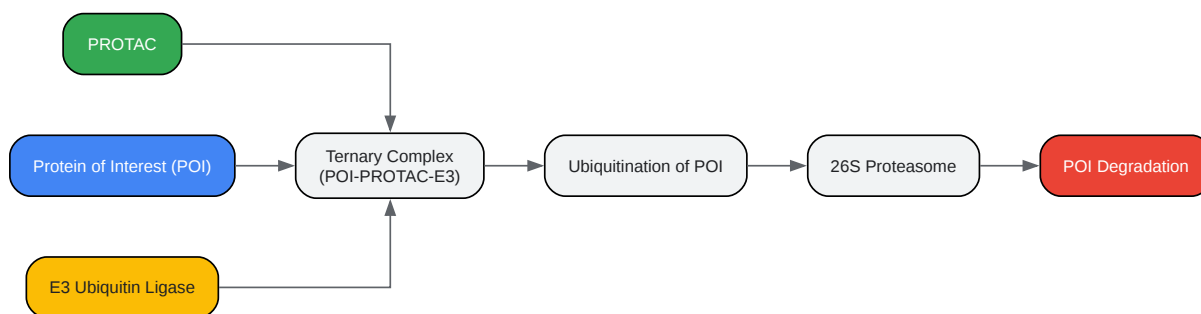 PROTAC
Protein of Interest (POI)
E3 Ubiquitin Ligase
Ternary Complex
(POI-PROTAC-E3)
Ubiquitination of POI
26S Proteasome
POI Degradation